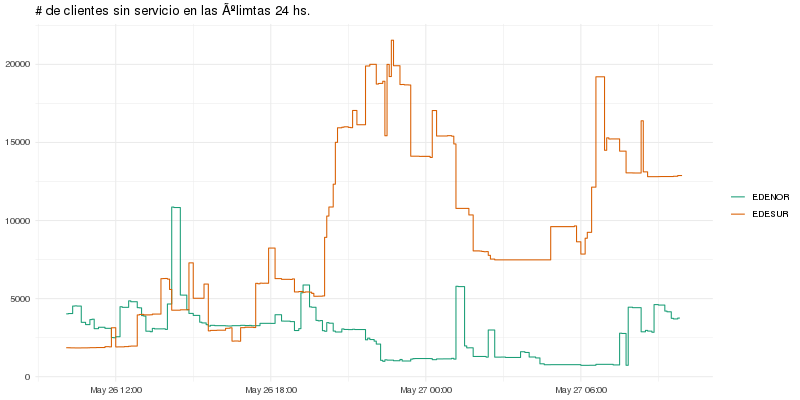 # de clientes sin servicio en las Ãºlimtas 24 hs.
20000
15000
10000
5000
0
May 26 12:00
May 26 18:00
May 27 00:00
May 27 06:00
EDENOR
EDESUR